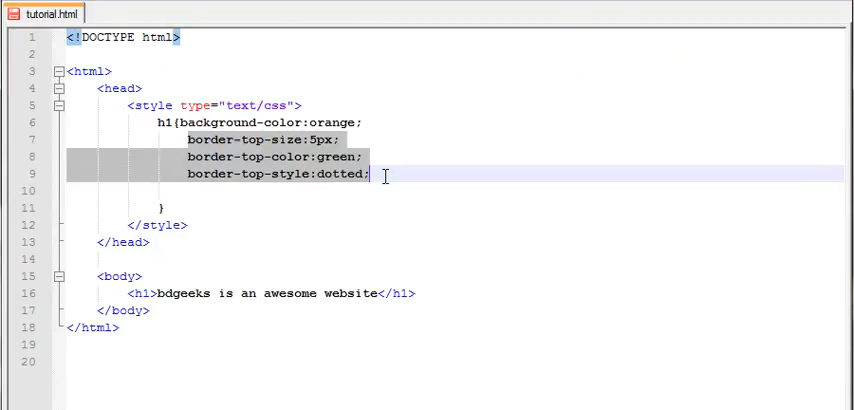 tutorial.html
1 <!DOCTYPE html>
2
3 <html>
4 <head>
5 <style type="text/css">
6 h1{background-color:orange;
7 border-top-size:5px;
8 border-top-color:green;
9 border-top-style:dotted;
10
11 }
12 </style>
13 </head>
14
15 <body>
16 <h1>bdgeeks is an awesome website</h1>
17 </body>
18 </html>
19
20